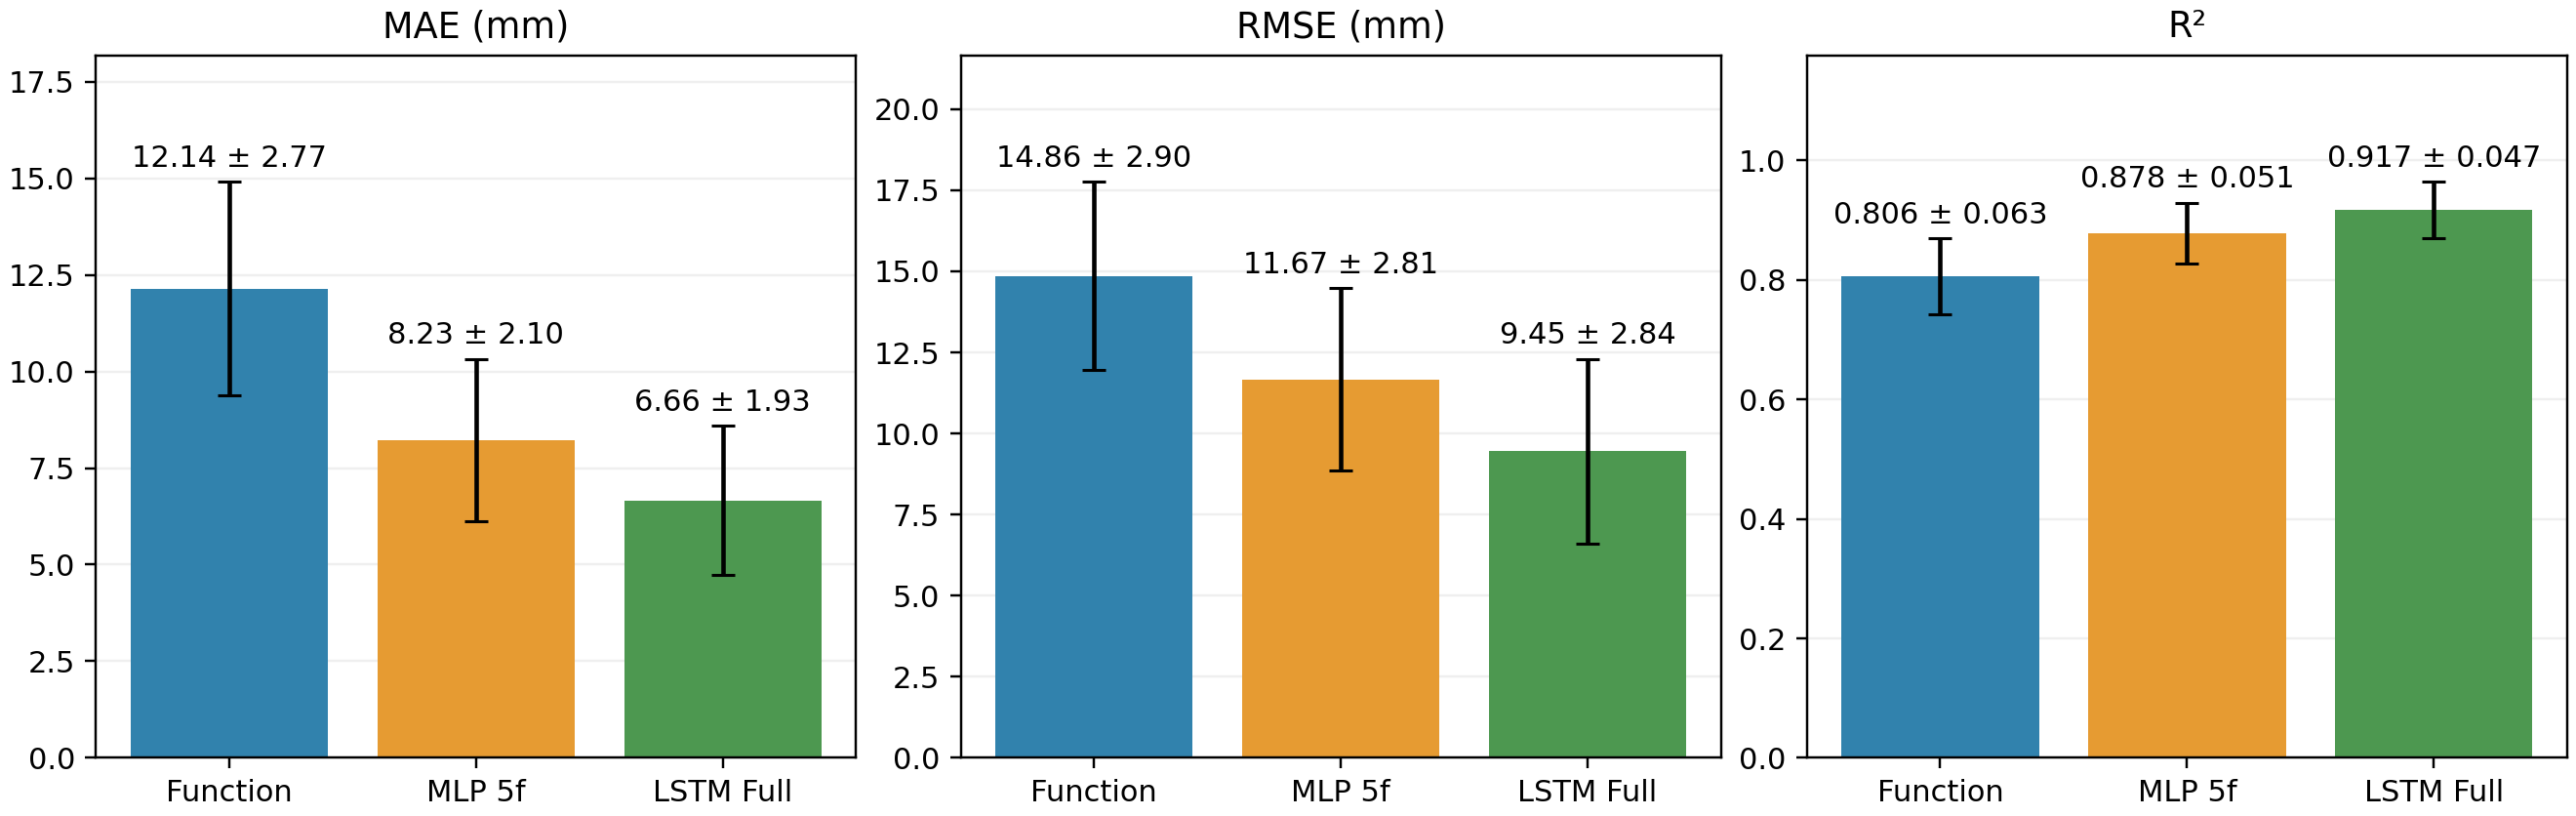 MAE (mm)
17.5
15.0
12.5
10.0
7.5
5.0
2.5
0.0
12.14 ± 2.77
8.23 ± 2.10
6.66 ± 1.93
Function
MLP 5f
LSTM Full
RMSE (mm)
20.0
17.5
15.0
12.5
10.0
7.5
5.0
2.5
0.0
14.86 ± 2.90
11.67 ± 2.81
9.45 ± 2.84
Function
MLP 5f
LSTM Full
R²
1.0
0.8
0.6
0.4
0.2
0.0
0.806 ± 0.063
0.878 ± 0.051
0.917 ± 0.047
Function
MLP 5f
LSTM Full